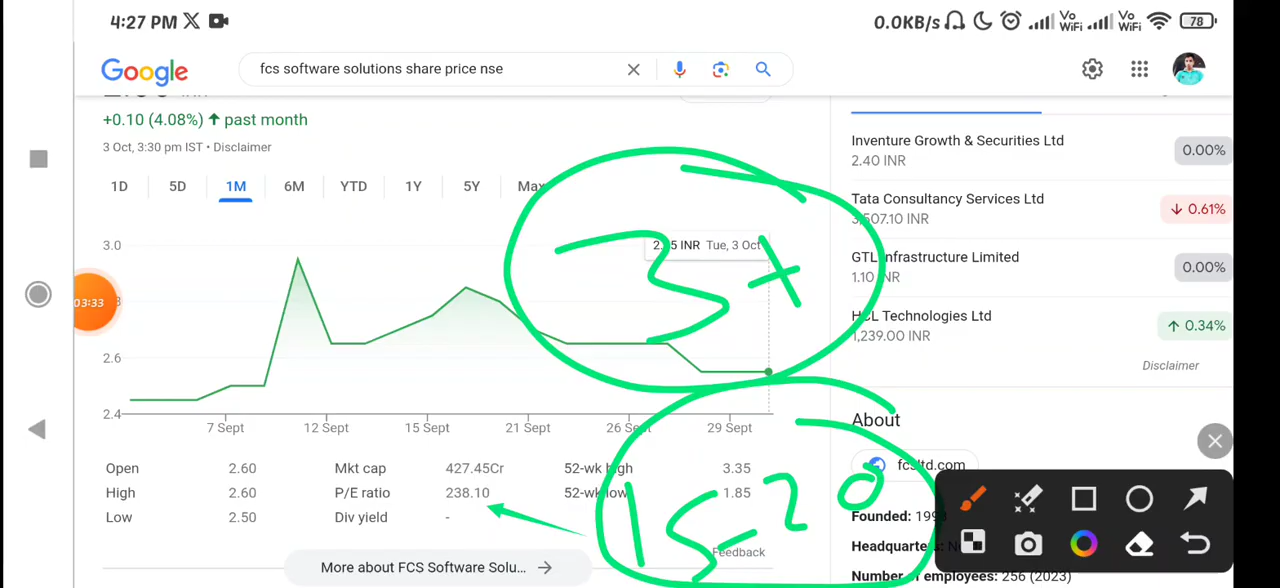 4:27 PM
0.0KB/s Vo WiFi Vo WiFi 78
Google
fcs software solutions share price nse
+0.10 (4.08%) ↑ past month
3 Oct, 3:30 pm IST • Disclaimer
1D 5D 1M 6M YTD 1Y 5Y Max
3.0
2.6
2.4
INR Tue, 3 Oct
7 Sept 12 Sept 15 Sept 21 Sept 26 Sept 29 Sept
03:33
3x
Open 2.60 Mkt cap 427.45Cr 52-wk high 3.35
High 2.60 P/E ratio 238.10 52-wk low 1.85
Low 2.50 Div yield -
15-20
Feedback
More about FCS Software Solu... →
Inventure Growth & Securities Ltd
2.40 INR
0.00%
Tata Consultancy Services Ltd
3,507.10 INR
↓ 0.61%
GTL Infrastructure Limited
1.10 INR
0.00%
HCL Technologies Ltd
1,239.00 INR
↑ 0.34%
Disclaimer
About
fcsltd.com
Founded:
Headquarters:
Number of employees: 256 (2023)